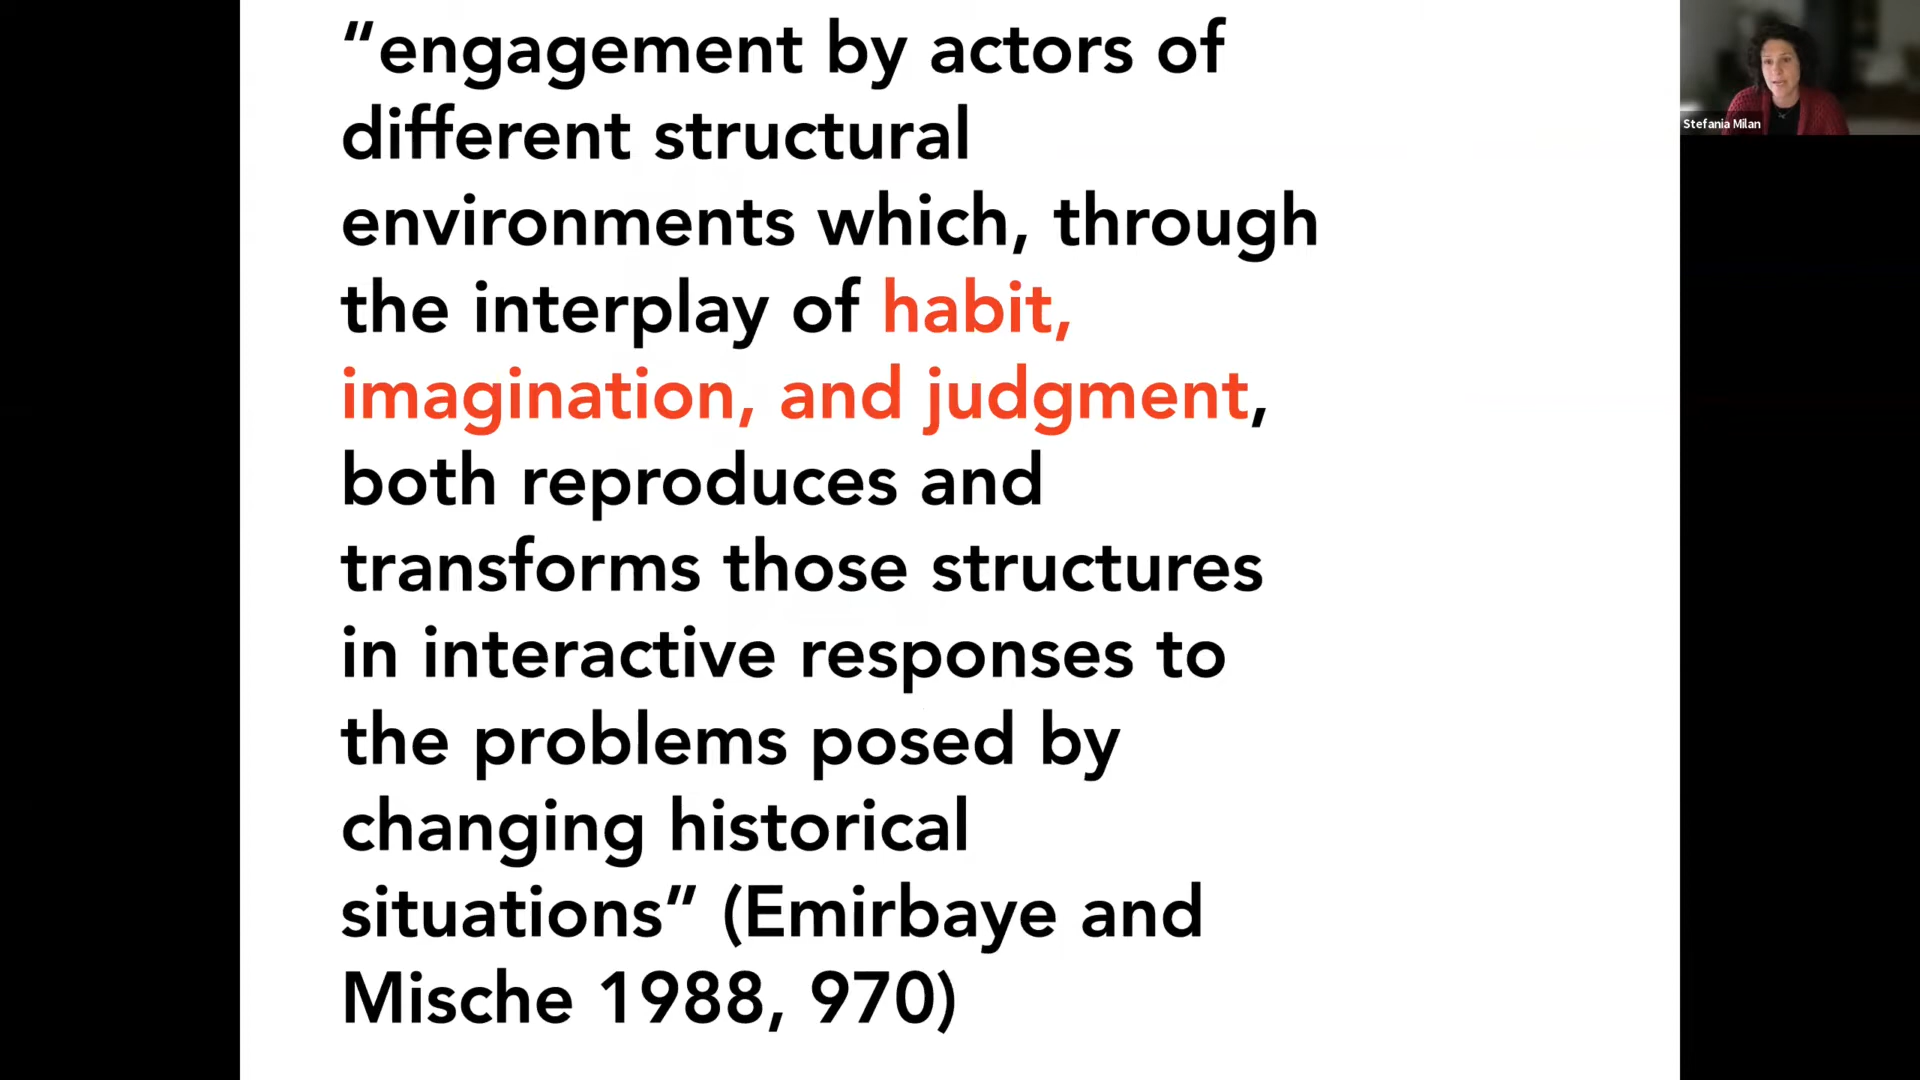 “engagement by actors of
different structural
environments which, through
the interplay of habit,
imagination, and judgment,
both reproduces and
transforms those structures
in interactive responses to
the problems posed by
changing historical
situations” (Emirbaye and
Mische 1988, 970)
Stefania Milan